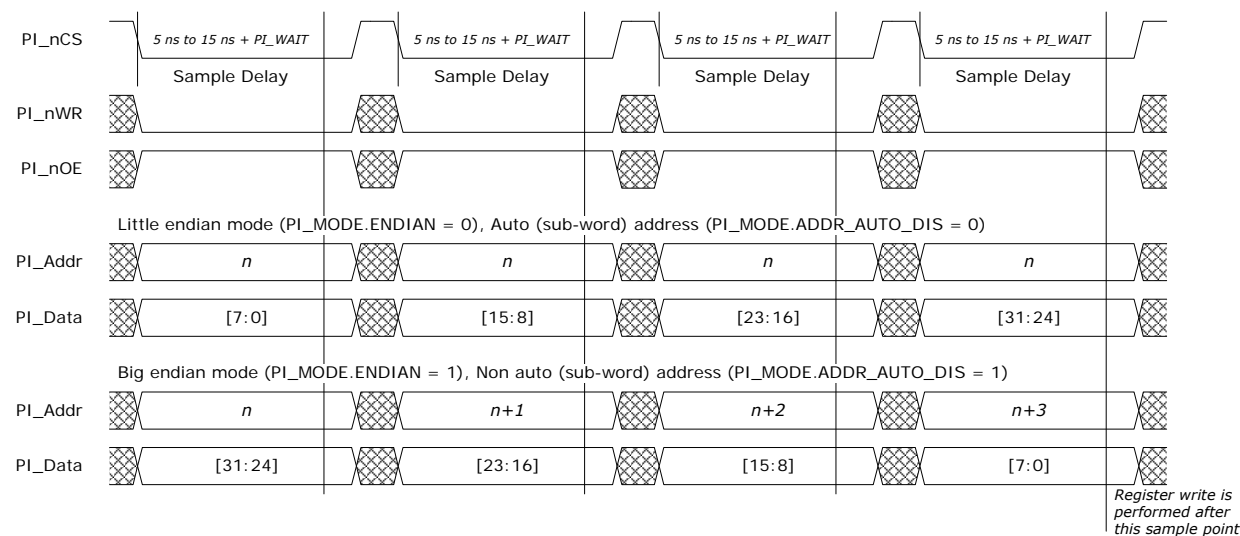 PI_nCS 5 ns to 15 ns + PI_WAIT 5 ns to 15 ns + PI_WAIT 5 ns to 15 ns + PI_WAIT 5 ns to 15 ns + PI_WAIT
Sample Delay Sample Delay Sample Delay Sample Delay
PI_nWR
PI_nOE
Little endian mode (PI_MODE.ENDIAN = 0), Auto (sub-word) address (PI_MODE.ADDR_AUTO_DIS = 0)
PI_Addr n n n n
PI_Data [7:0] [15:8] [23:16] [31:24]
Big endian mode (PI_MODE.ENDIAN = 1), Non auto (sub-word) address (PI_MODE.ADDR_AUTO_DIS = 1)
PI_Addr n n+1 n+2 n+3
PI_Data [31:24] [23:16] [15:8] [7:0]
Register write is
performed after
this sample point